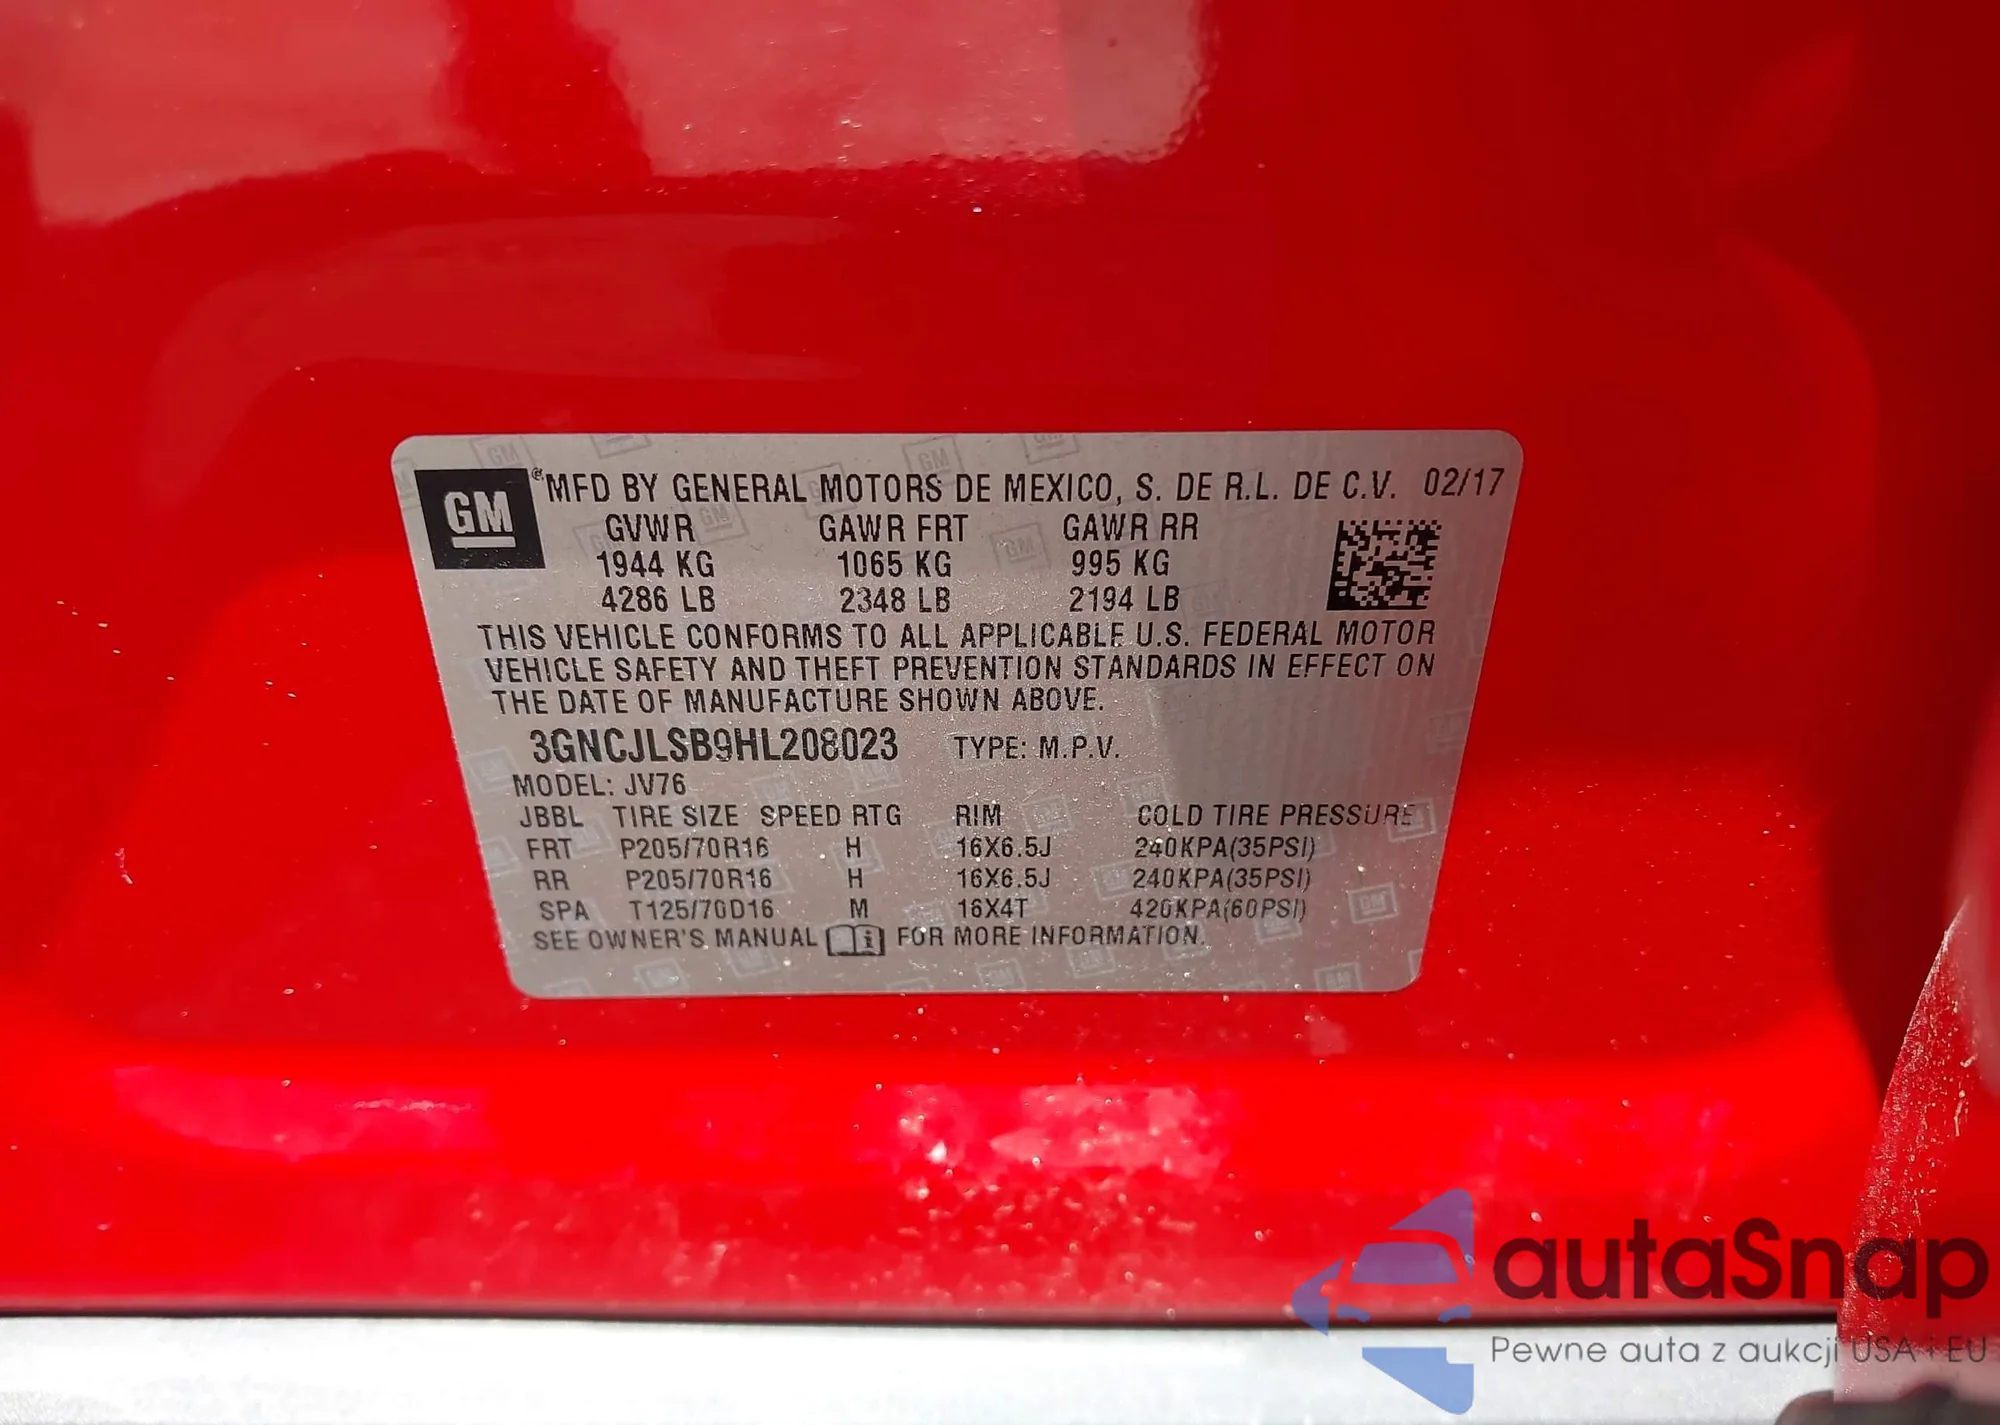 GM MFD BY GENERAL MOTORS DE MEXICO, S. DE R.L. DE C.V. 02/17
GVWR GAWR FRT GAWR RR
1944 KG 1065 KG 995 KG
4286 LB 2348 LB 2194 LB
THIS VEHICLE CONFORMS TO ALL APPLICABLE U.S. FEDERAL MOTOR
VEHICLE SAFETY AND THEFT PREVENTION STANDARDS IN EFFECT ON
THE DATE OF MANUFACTURE SHOWN ABOVE.
3GNCJLSB9HL208023 TYPE: M.P.V.
MODEL: JV76
JBBL TIRE SIZE SPEED RTG RIM COLD TIRE PRESSURE
FRT P205/70R16 H 16X6.5J 240KPA(35PSI)
RR P205/70R16 H 16X6.5J 240KPA(35PSI)
SPA T125/70D16 M 16X4T 420KPA(60PSI)
SEE OWNER'S MANUAL FOR MORE INFORMATION.
autaSnap
Pewne auta z aukcji USA + EU